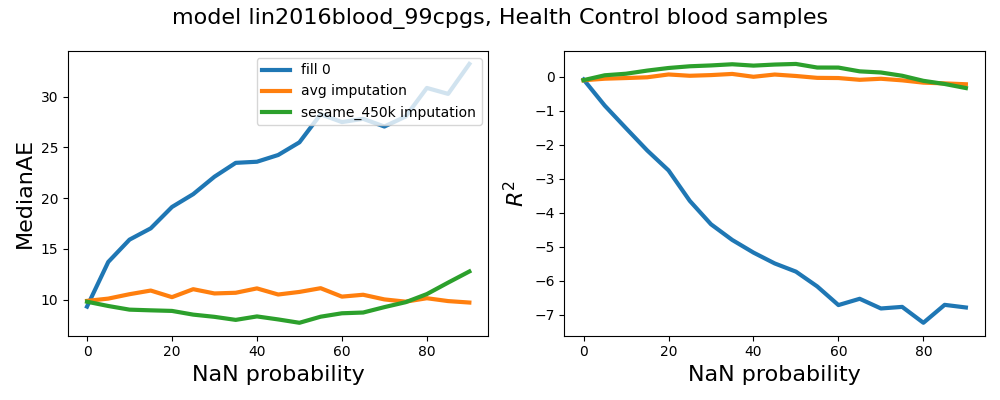 model lin2016blood_99cpgs, Health Control blood samples
MedianAE
30
25
20
15
10
0
20
40
60
80
NaN probability
fill 0
avg imputation
sesame_450k imputation
R²
0
−1
−2
−3
−4
−5
−6
−7
0
20
40
60
80
NaN probability